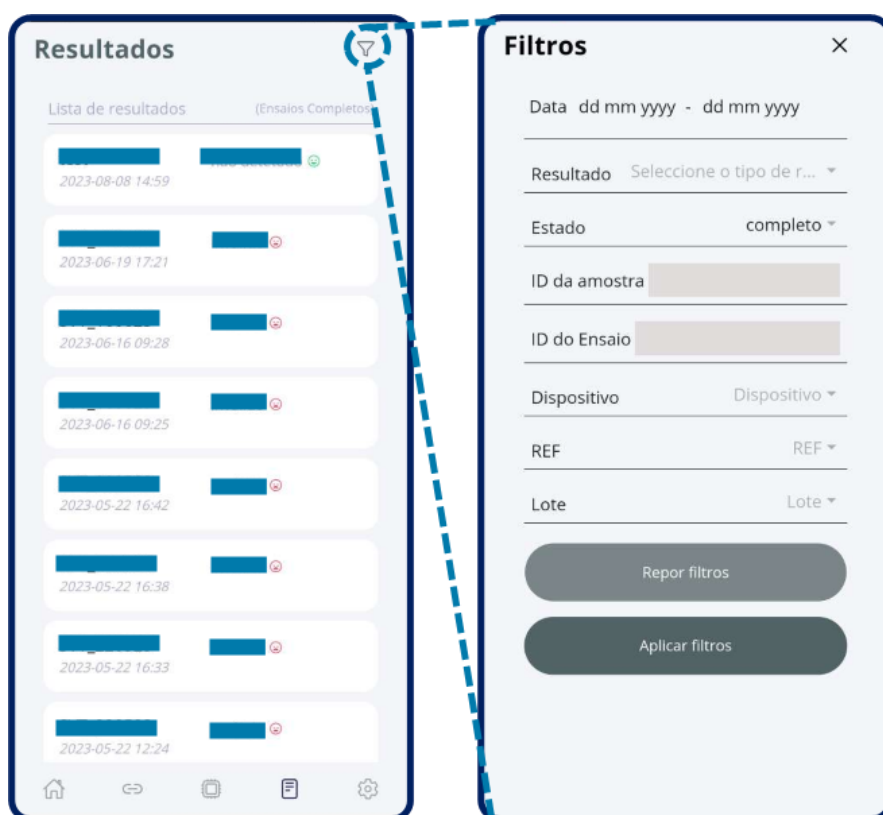 Resultados
Lista de resultados (Ensaios Completos)
2023-08-08 14:59
2023-06-19 17:21
2023-06-16 09:28
2023-06-16 09:25
2023-05-22 16:42
2023-05-22 16:38
2023-05-22 16:33
2023-05-22 12:24
Filtros
Data dd mm yyyy - dd mm yyyy
Resultado Seleccione o tipo de r...
Estado completo
ID da amostra
ID do Ensaio
Dispositivo Dispositivo
REF REF
Lote Lote
Repor filtros
Aplicar filtros